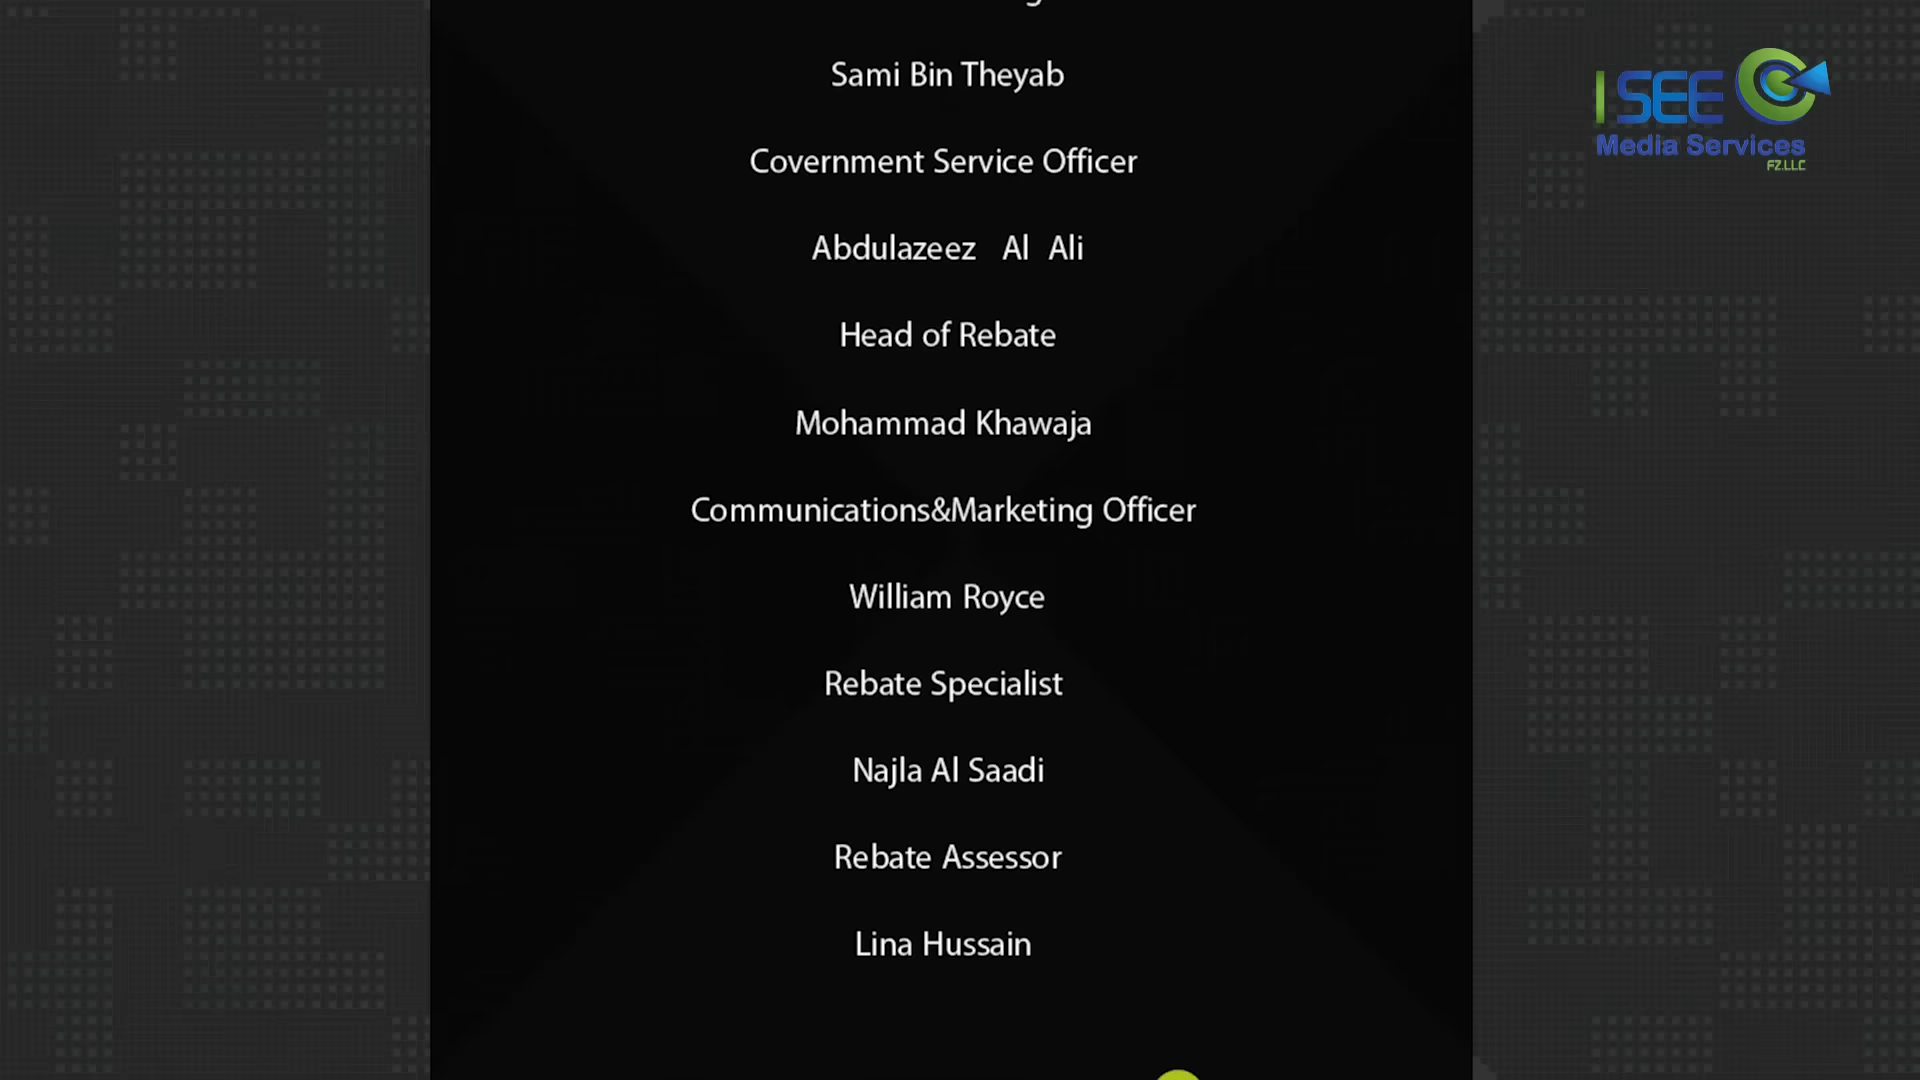 Sami Bin Theyab
Covernment Service Officer
Abdulazeez Al Ali
Head of Rebate
Mohammad Khawaja
Communications&Marketing Officer
William Royce
Rebate Specialist
Najla Al Saadi
Rebate Assessor
Lina Hussain
I SEE
Media Services
FZ.LLC